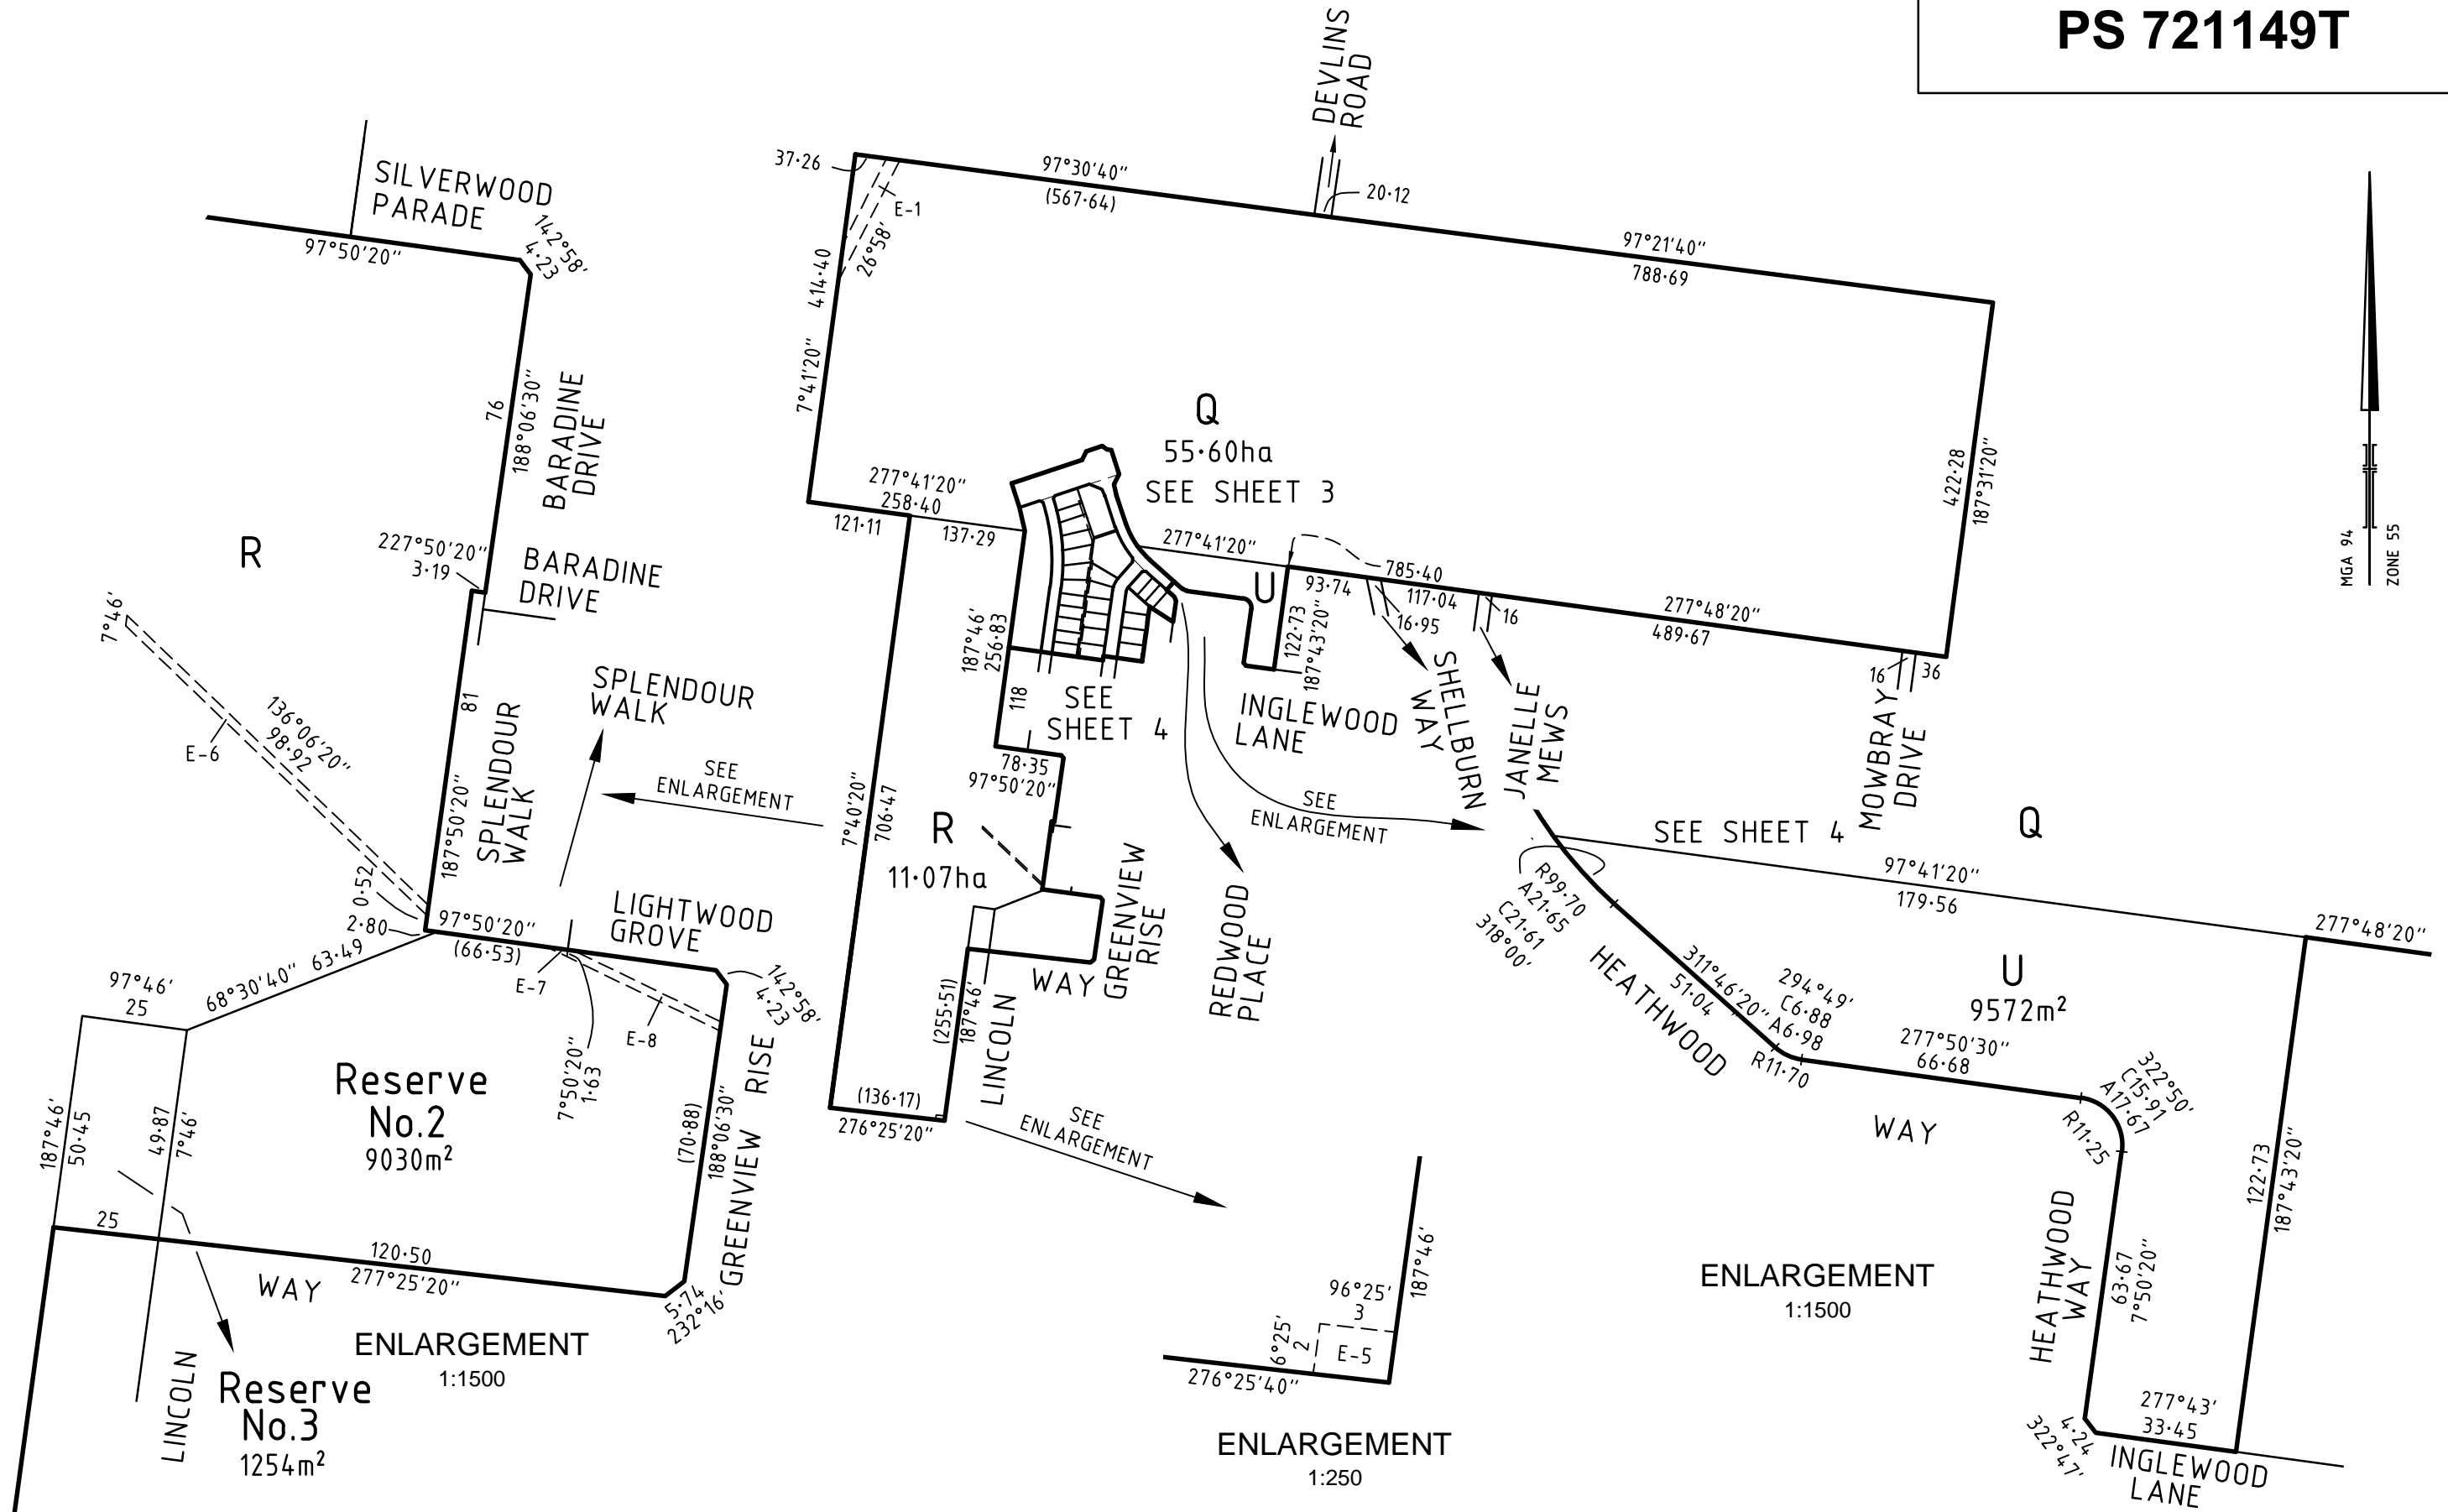 PS 721149T
DEVLINS
ROAD
SILVERWOOD
PARADE
97°50'20"
142°58'
4·23
37·26
97°30'40"
(567·64)
20·12
E-1
26°58'
97°21'40"
788·69
414·40
7°41'20"
76
188°06'30"
BARADINE
DRIVE
Q
55·60ha
SEE SHEET 3
422·28
187°31'20"
MGA 94
ZONE 55
277°41'20"
258·40
121·11
137·29
277°41'20"
785·40
R
227°50'20"
3·19
BARADINE
DRIVE
U
93·74
117·04
16·95
16
277°48'20"
489·67
16
36
7°46'
187°46'
256·83
122·73
187°43'20"
118
SEE
SHEET 4
INGLEWOOD
LANE
SHELLBURN
WAY
JANELLE
MEWS
MOWBRAY
DRIVE
136°06'20"
98·92
E-6
81
SPLENDOUR
WALK
187°50'20"
SPLENDOUR
WALK
SEE
ENLARGEMENT
78·35
97°50'20"
7°40'20"
706·47
R
11·07ha
SEE
ENLARGEMENT
SEE SHEET 4
Q
97°41'20"
179·56
277°48'20"
R99·70
A21·65
C21·61
318°00'
0·52
2·80
97°50'20"
(66·53)
LIGHTWOOD
GROVE
GREENVIEW
RISE
REDWOOD
PLACE
HEATHWOOD
311°46'20"
51·04
294°49'
C6·88
A6·98
R11·70
U
9572m²
277°50'30"
66·68
68°30'40" 63·49
97°46'
25
E-7
E-8
7°50'20"
1·63
142°58'
4·23
WAY
(255·51)
187°46'
LINCOLN
322°50'
C15·91
A17·67
R11·25
WAY
Reserve
No.2
9030m²
187°46'
50·45
49·87
7°46'
(70·88)
188°06'30"
GREENVIEW RISE
(136·17)
276°25'20"
SEE
ENLARGEMENT
122·73
187°43'20"
25
120·50
277°25'20"
WAY
5·74
232°16'
HEATHWOOD
WAY
63·67
7°50'20"
187°46'
96°25'
3
6°25'
2
E-5
276°25'40"
ENLARGEMENT
1:1500
ENLARGEMENT
1:1500
LINCOLN
Reserve
No.3
1254m²
ENLARGEMENT
1:250
277°43'
33·45
4·24
322°47'
INGLEWOOD
LANE